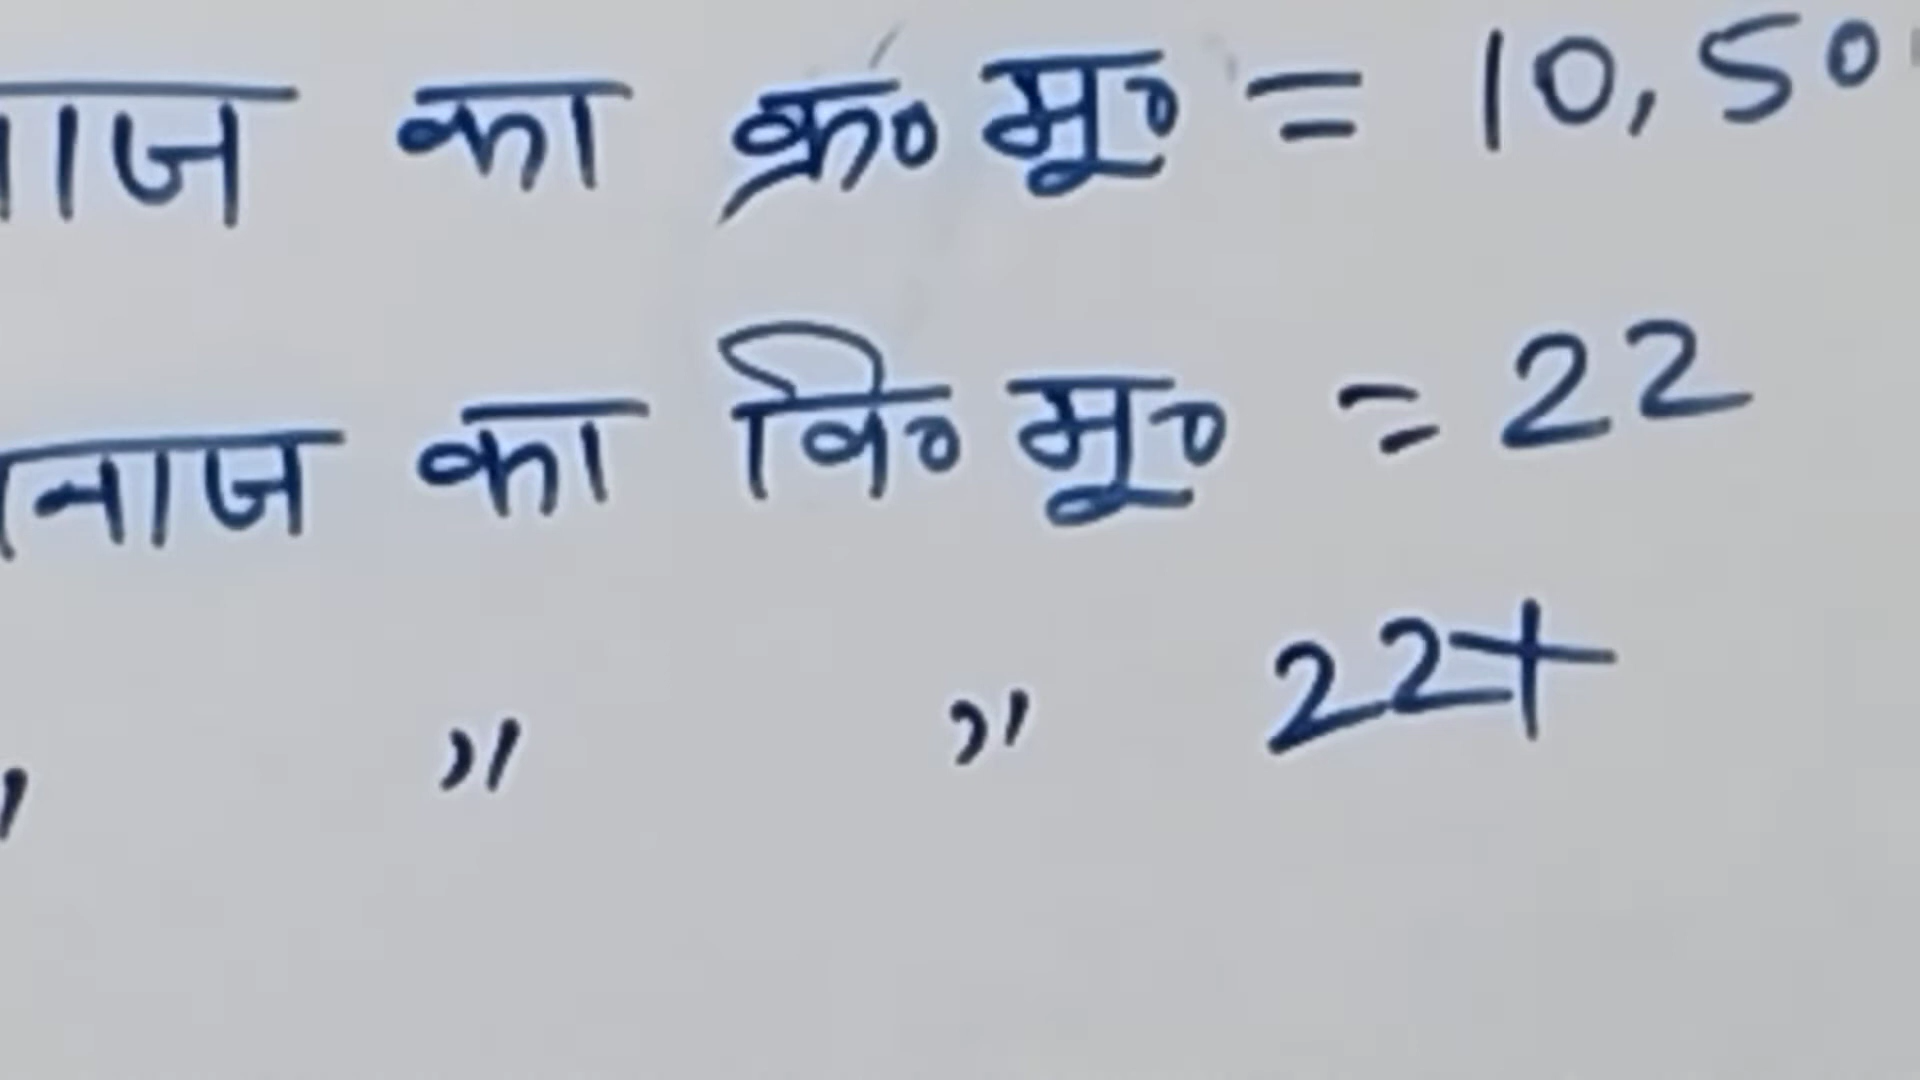 का क्र० मू० = 10,50
का वि० मू० = 22
" " 22+